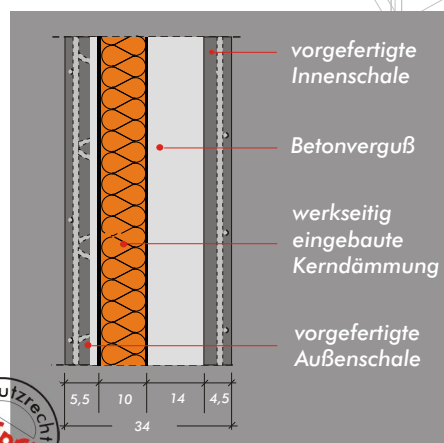 vorgefertigte
Innenschale
Betonverguß
werkseitig
eingebaute
Kerndämmung
vorgefertigte
Außenschale
5,5 10 14 4,5
34